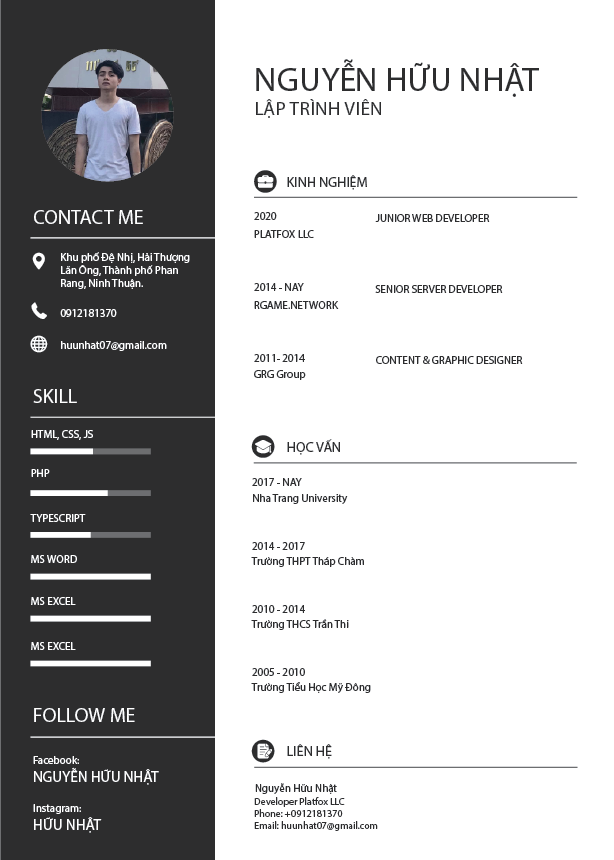 CONTACT ME
Khu phố Đệ Nhị, Hải Thượng
Lãn Ông, Thành phố Phan
Rang, Ninh Thuận.
0912181370
huunhat07@gmail.com
SKILL
HTML, CSS, JS
PHP
TYPESCRIPT
MS WORD
MS EXCEL
MS EXCEL
FOLLOW ME
Facebook:
NGUYỄN HỮU NHẬT
Instagram:
HỮU NHẬT
NGUYỄN HỮU NHẬT
LẬP TRÌNH VIÊN
KINH NGHIỆM
2020 JUNIOR WEB DEVELOPER
PLATFOX LLC
2014 - NAY SENIOR SERVER DEVELOPER
RGAME.NETWORK
2011- 2014 CONTENT & GRAPHIC DESIGNER
GRG Group
HỌC VẤN
2017 - NAY
Nha Trang University
2014 - 2017
Trường THPT Tháp Chàm
2010 - 2014
Trường THCS Trần Thi
2005 - 2010
Trường Tiểu Học Mỹ Đông
LIÊN HỆ
Nguyễn Hữu Nhật
Developer Platfox LLC
Phone: +0912181370
Email: huunhat07@gmail.com